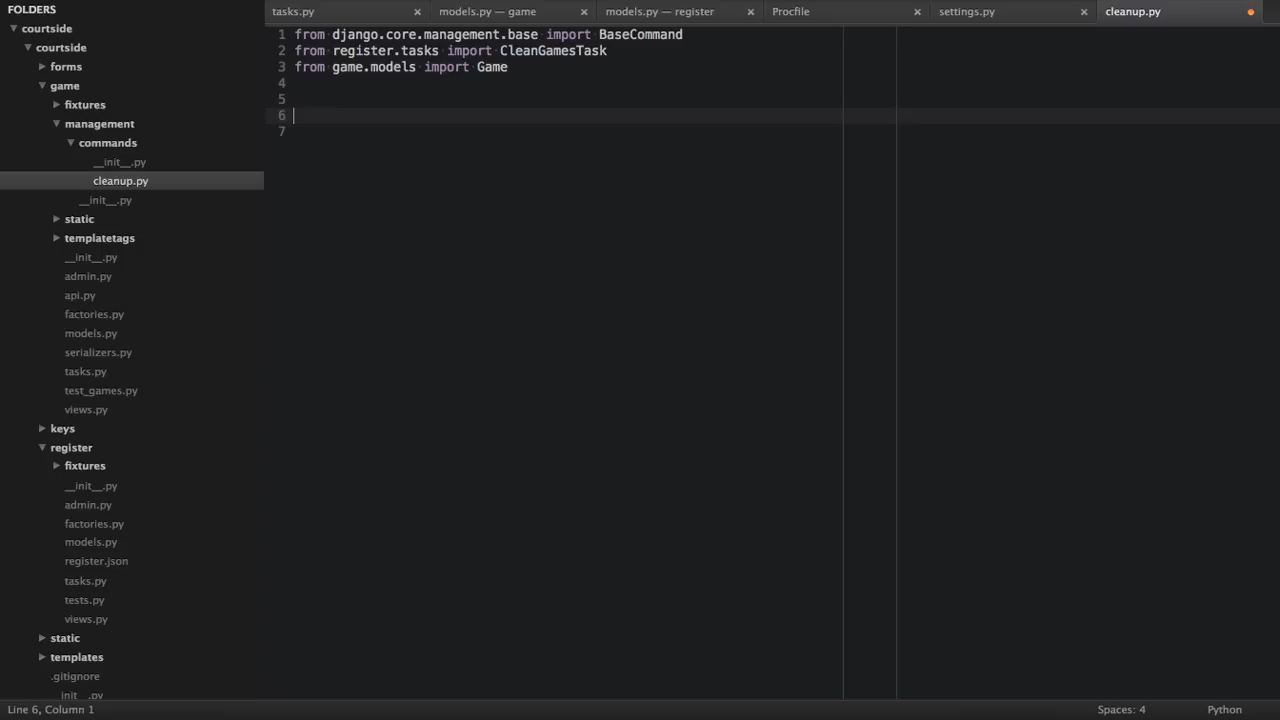 FOLDERS
courtside
courtside
forms
game
fixtures
management
commands
__init__.py
cleanup.py
__init__.py
static
templatetags
__init__.py
admin.py
api.py
factories.py
models.py
serializers.py
tasks.py
test_games.py
views.py
keys
register
fixtures
__init__.py
admin.py
factories.py
models.py
register.json
tasks.py
tests.py
views.py
static
templates
.gitignore
__init__.py
tasks.py
models.py — game
models.py — register
Procfile
settings.py
cleanup.py
1 from django.core.management.base import BaseCommand
2 from register.tasks import CleanGamesTask
3 from game.models import Game
4
5
6
7
Line 6, Column 1
Spaces: 4
Python